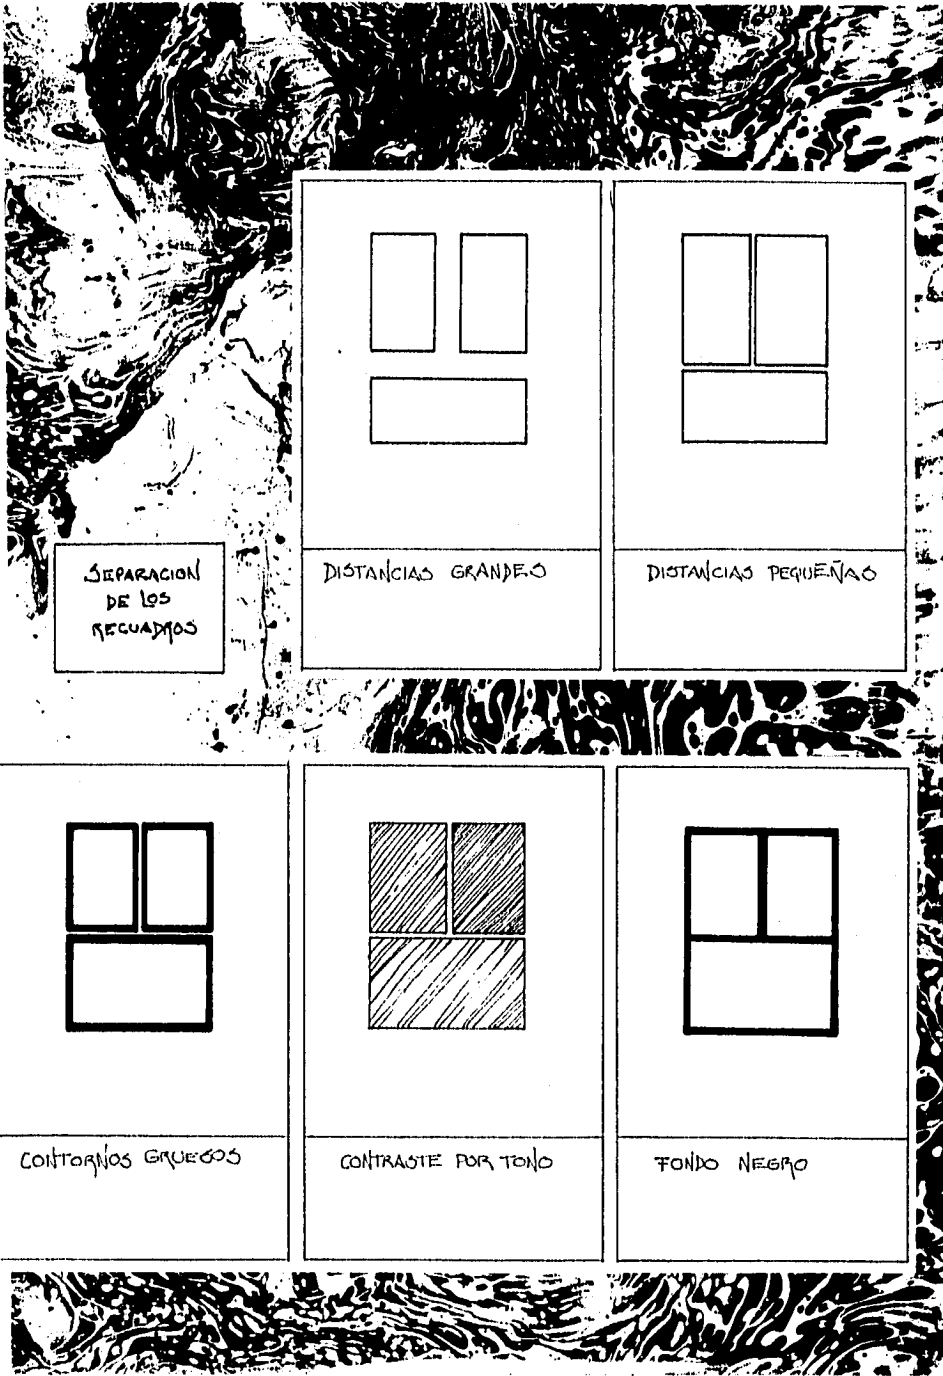 SEPARACION
DE LOS
RECUADROS
DISTANCIAS GRANDES
DISTANCIAS PEQUEÑAS
CONTORNOS GRUESOS
CONTRASTE POR TONO
FONDO NEGRO